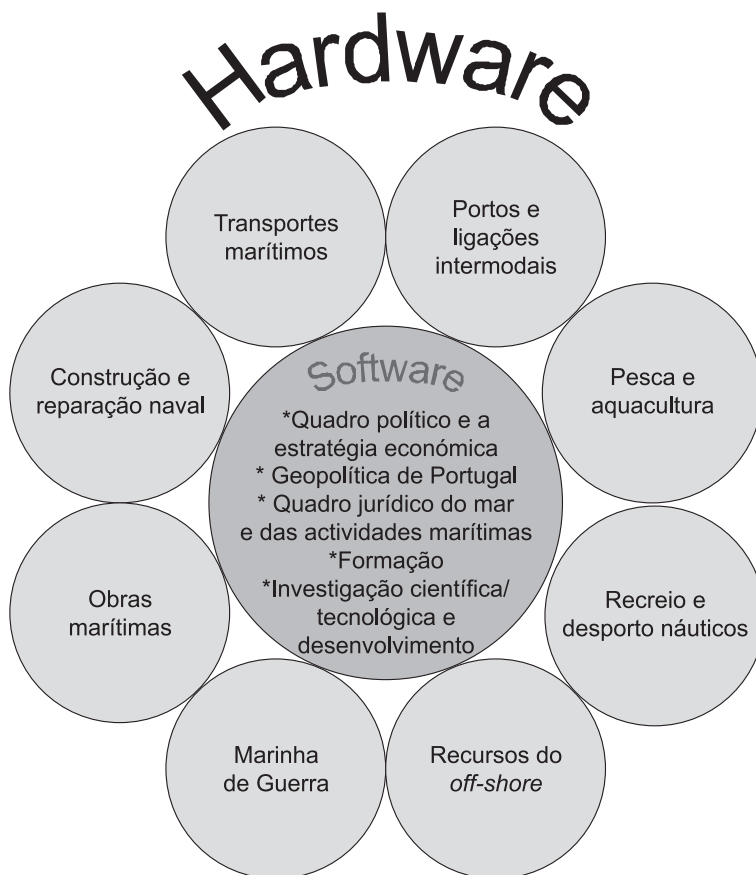 Hardware
Transportes
marítimos
Portos e
ligações
intermodais
Construção e
reparação naval
Pesca e
aquacultura
Software
*Quadro político e a
estratégia económica
* Geopolítica de Portugal
* Quadro jurídico do mar
e das actividades marítimas
*Formação
*Investigação científica/
tecnológica e
desenvolvimento
Obras
marítimas
Recreio e
desporto náuticos
Marinha
de Guerra
Recursos do
off-shore